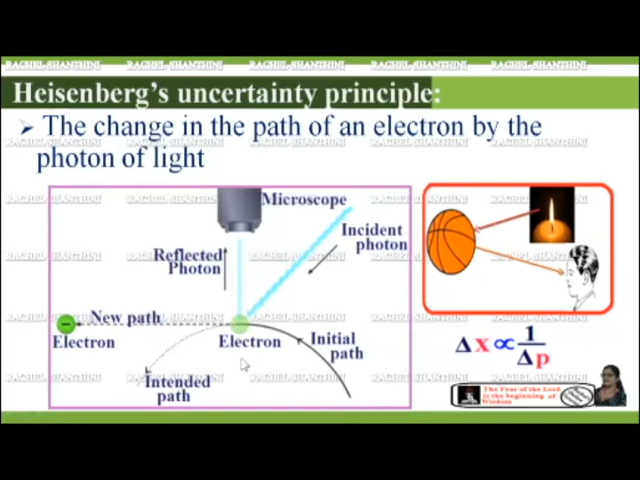 RACHEL SHANTHINI RACHEL SHANTHINI RACHEL SHANTHINI RACHEL SHANTHINI RACHEL SHANTHINI
Heisenberg's uncertainty principle:
➢ The change in the path of an electron by the
photon of light
Microscope
Incident
photon
Reflected
Photon
New path
Electron
Electron
Initial
path
Intended
path
Δx ∝ 1/Δp
The Fear of the Lord
is the beginning of
Wisdom